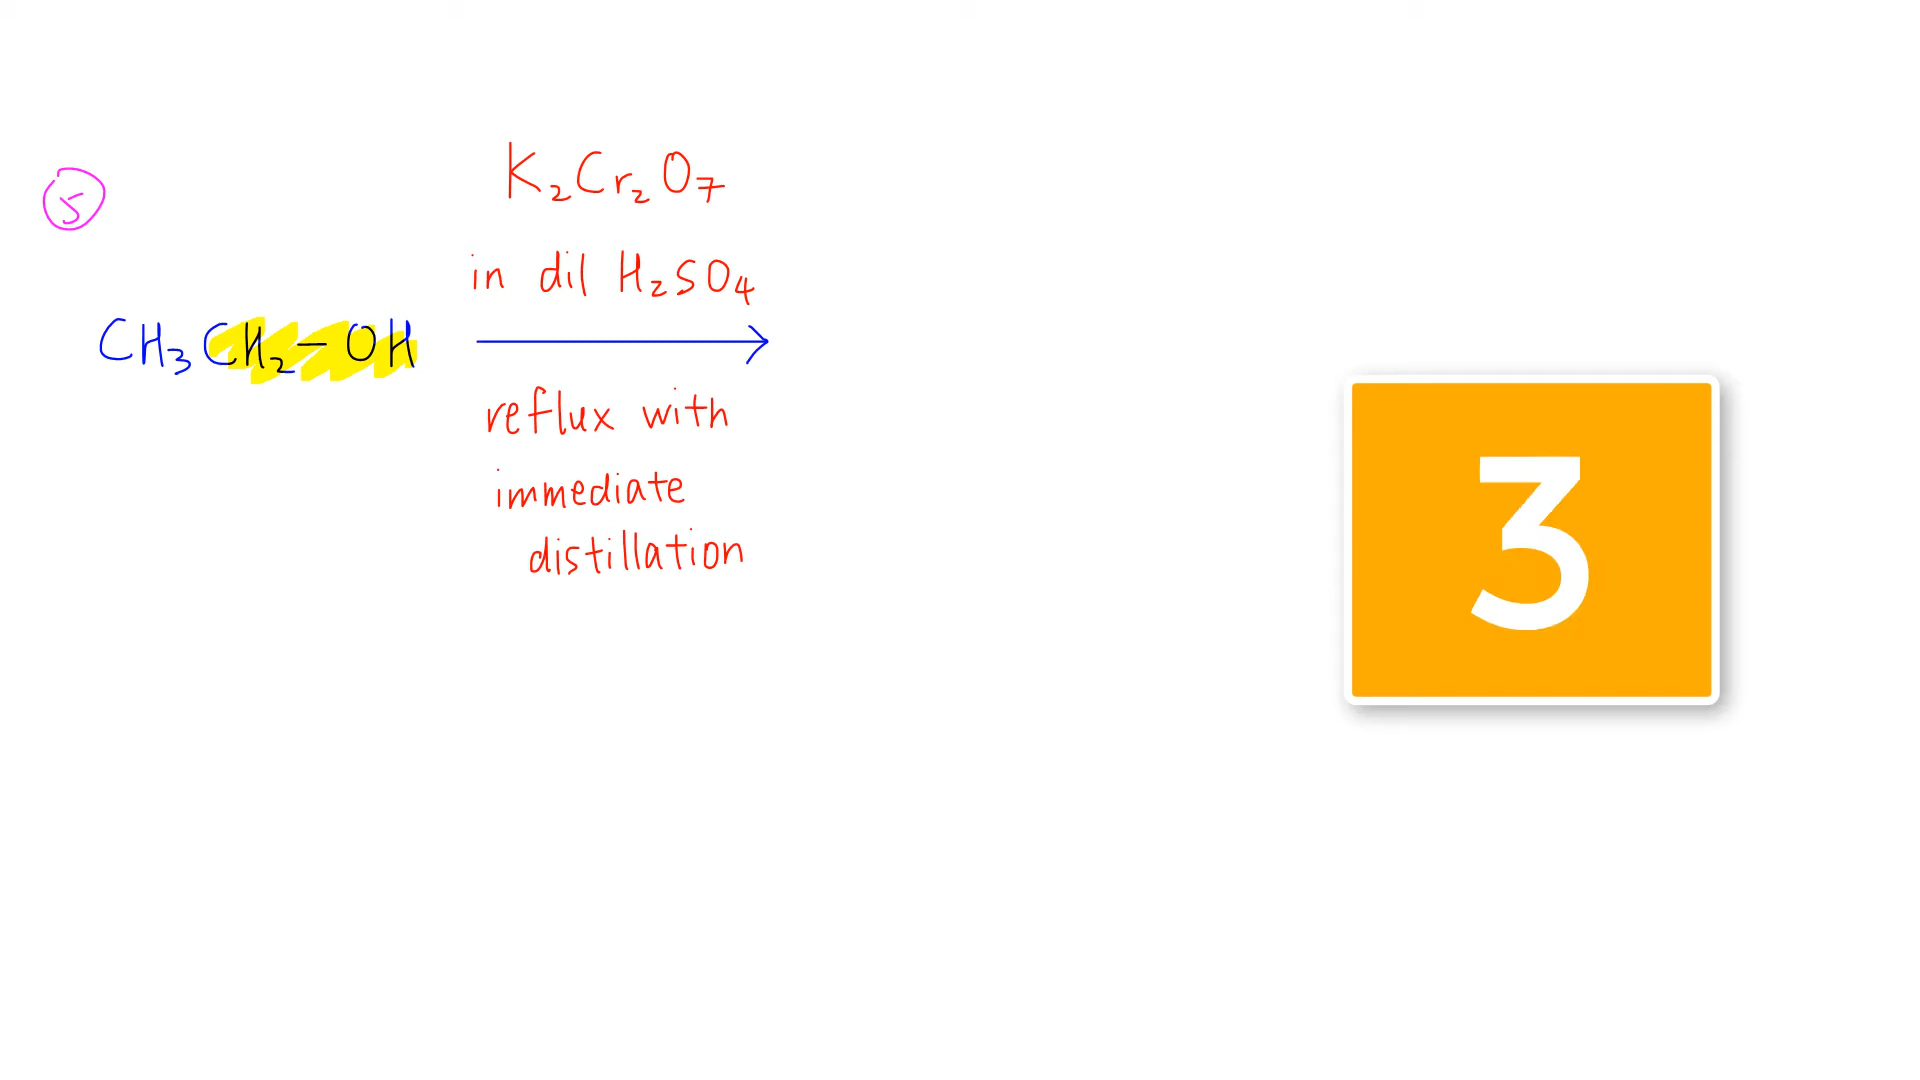 5
K₂Cr₂O₇
in dil H₂SO₄
CH₃CH₂-OH
reflux with
immediate
distillation
3